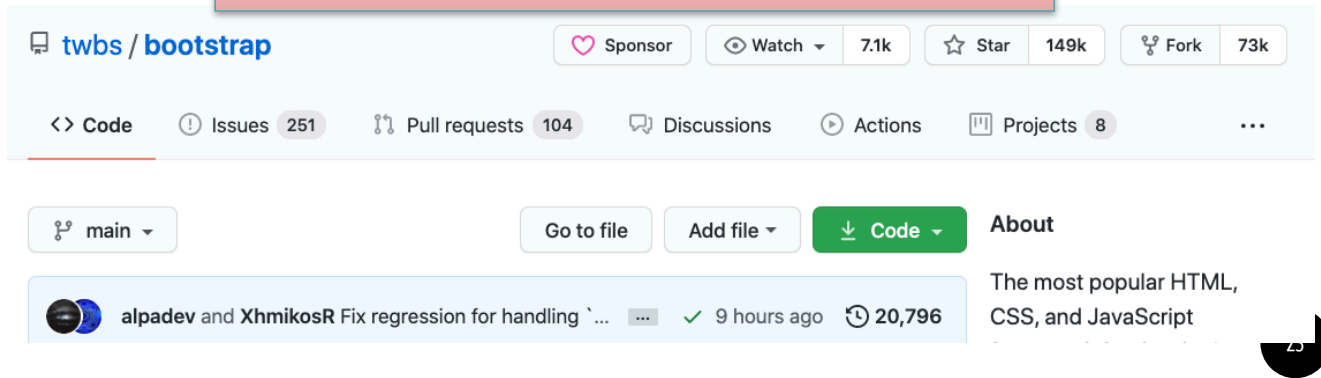 twbs / bootstrap Sponsor Watch 7.1k Star 149k Fork 73k
Code Issues 251 Pull requests 104 Discussions Actions Projects 8 ...
main Go to file Add file Code About
The most popular HTML,
alpadev and XhmikosR Fix regression for handling `... ... 9 hours ago 20,796 CSS, and JavaScript